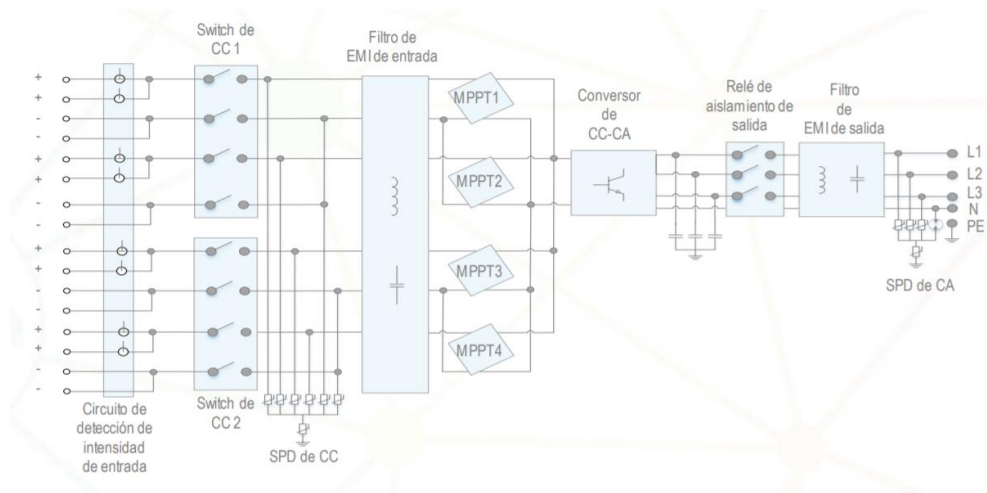 Switch de
CC 1
Filtro de
EMI de entrada
MPPT1
MPPT2
MPPT3
MPPT4
Conversor
de
CC-CA
Relé de
aislamiento de
salida
Filtro
de
EMI de salida
L1
L2
L3
N
PE
SPD de CA
+
+
-
-
+
+
-
-
+
+
-
-
+
+
-
-
Circuito de
detección de
intensidad
de entrada
Switch de
CC 2
SPD de CC